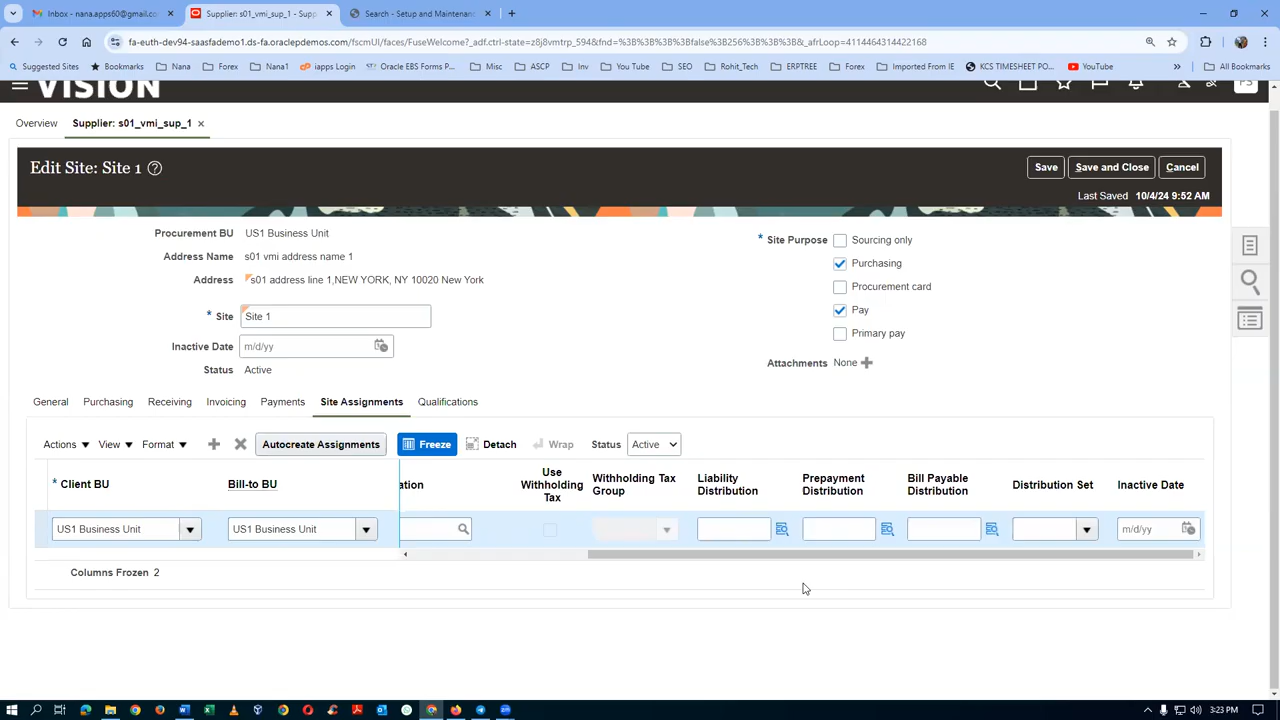 Inbox - nana.apps60@gmail.com
Supplier: s01_vmi_sup_1 - Supp
Search - Setup and Maintenance
fa-euth-dev94-saasfademo1.ds-fa.oraclepdemos.com/fscmUI/faces/FuseWelcome?_adf.ctrl-state=z8j8vmtrp_594&fnd=%3B%3B%3B%3Bfalse%3B256%3B%3B%3B&_afrLoop=4114464314422168
Suggested Sites Bookmarks Nana Forex Nana1 iapps Login Oracle EBS Forms P... Misc ASCP Inv You Tube SEO Rohit_Tech ERPTREE Forex Imported From IE KCS TIMESHEET PO... YouTube All Bookmarks
VISION
Overview Supplier: s01_vmi_sup_1
Edit Site: Site 1
Save Save and Close Cancel
Last Saved 10/4/24 9:52 AM
Procurement BU US1 Business Unit
Address Name s01 vmi address name 1
Address s01 address line 1,NEW YORK, NY 10020 New York
* Site Site 1
Inactive Date m/d/yy
Status Active
* Site Purpose Sourcing only
Purchasing
Procurement card
Pay
Primary pay
Attachments None
General Purchasing Receiving Invoicing Payments Site Assignments Qualifications
Actions View Format Autocreate Assignments Freeze Detach Wrap Status Active
* Client BU Bill-to BU ation Use Withholding Tax Withholding Tax Group Liability Distribution Prepayment Distribution Bill Payable Distribution Distribution Set Inactive Date
US1 Business Unit US1 Business Unit m/d/yy
Columns Frozen 2
3:23 PM